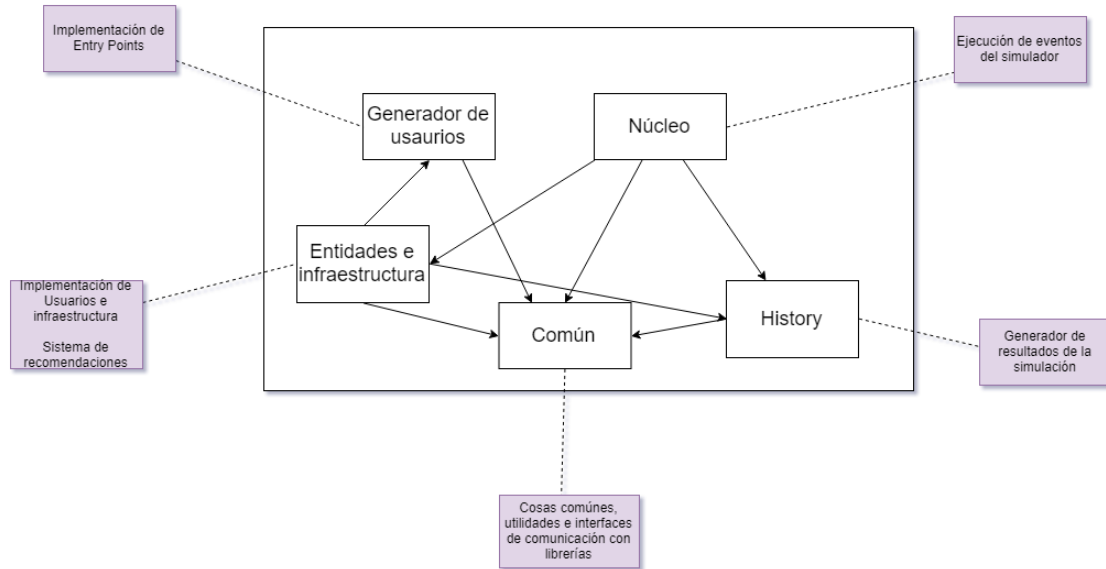 Implementación de
Entry Points
Ejecución de eventos
del simulador
Generador de
usaurios
Núcleo
Entidades e
infraestructura
Implementación de
Usuarios e
infraestructura
Sistema de
recomendaciones
Común
History
Generador de
resultados de la
simulación
Cosas comúnes,
utilidades e interfaces
de comunicación con
librerías